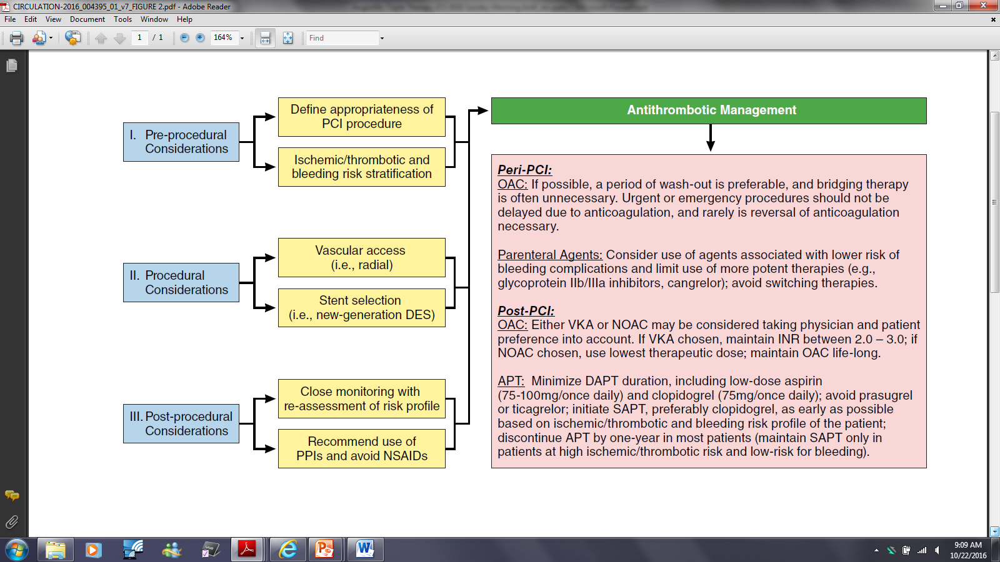 CIRCULATION-2016_004395_01_v7_FIGURE 2.pdf - Adobe Reader
File Edit View Document Tools Window Help
1 / 1 164% Find
I. Pre-procedural
Considerations
Define appropriateness of
PCI procedure
Ischemic/thrombotic and
bleeding risk stratification
II. Procedural
Considerations
Vascular access
(i.e., radial)
Stent selection
(i.e., new-generation DES)
III. Post-procedural
Considerations
Close monitoring with
re-assessment of risk profile
Recommend use of
PPIs and avoid NSAIDs
Antithrombotic Management
Peri-PCI:
OAC: If possible, a period of wash-out is preferable, and bridging therapy
is often unnecessary. Urgent or emergency procedures should not be
delayed due to anticoagulation, and rarely is reversal of anticoagulation
necessary.
Parenteral Agents: Consider use of agents associated with lower risk of
bleeding complications and limit use of more potent therapies (e.g.,
glycoprotein IIb/IIIa inhibitors, cangrelor); avoid switching therapies.
Post-PCI:
OAC: Either VKA or NOAC may be considered taking physician and patient
preference into account. If VKA chosen, maintain INR between 2.0 – 3.0; if
NOAC chosen, use lowest therapeutic dose; maintain OAC life-long.
APT: Minimize DAPT duration, including low-dose aspirin
(75-100mg/once daily) and clopidogrel (75mg/once daily); avoid prasugrel
or ticagrelor; initiate SAPT, preferably clopidogrel, as early as possible
based on ischemic/thrombotic and bleeding risk profile of the patient;
discontinue APT by one-year in most patients (maintain SAPT only in
patients at high ischemic/thrombotic risk and low-risk for bleeding).
9:09 AM
10/22/2016